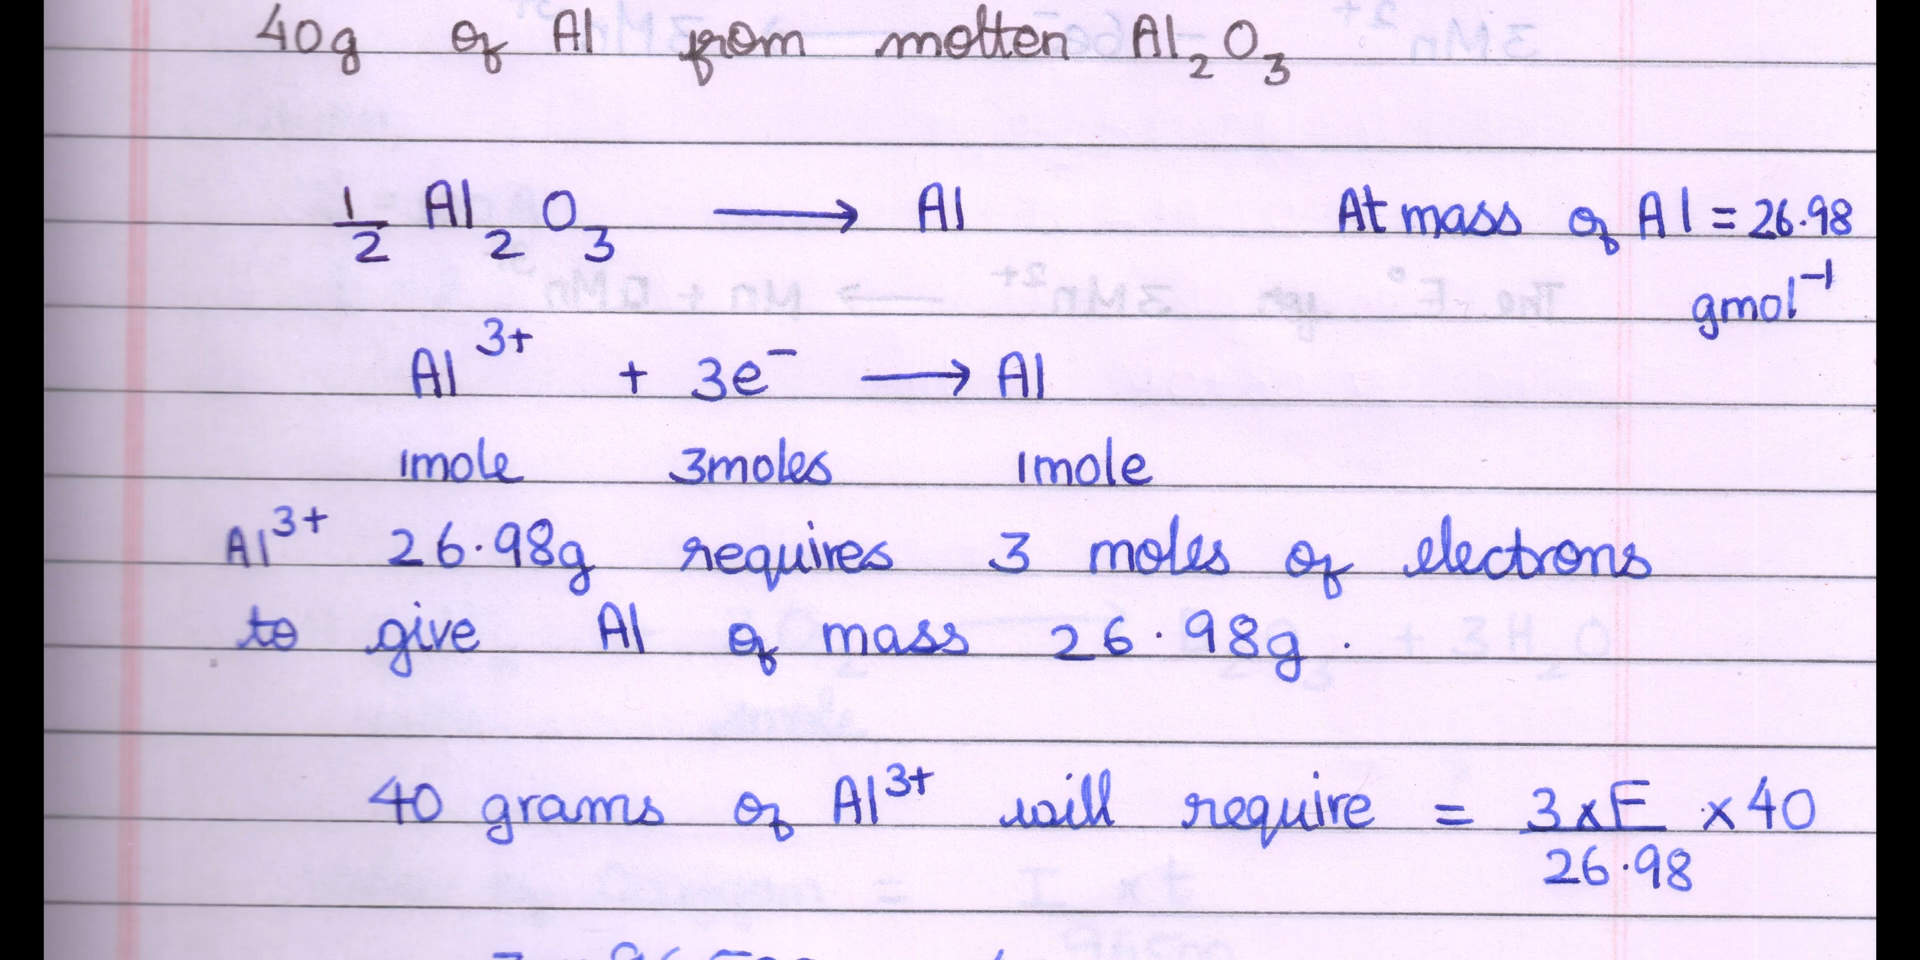 40g of Al from molten Al₂O₃
½ Al₂O₃ ⟶ Al At mass of Al = 26.98
gmol⁻¹
Al³⁺ + 3e⁻ ⟶ Al
1mole 3moles 1mole
Al³⁺ 26.98g requires 3 moles of electrons
to give Al of mass 26.98g.
40 grams of Al³⁺ will require = 3 x F x 40
26.98